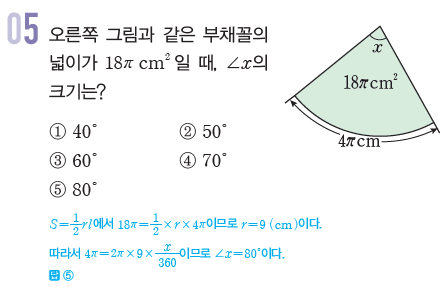 05 오른쪽 그림과 같은 부채꼴의
넓이가 18π cm²일 때, ∠x의
크기는?
① 40°  ② 50°
③ 60°  ④ 70°
⑤ 80°
x
18πcm²
4πcm
S=1/2rl에서 18π=1/2×r×4π이므로 r=9 (cm)이다.
따라서 4π=2π×9×x/360이므로 ∠x=80°이다.
답 ⑤